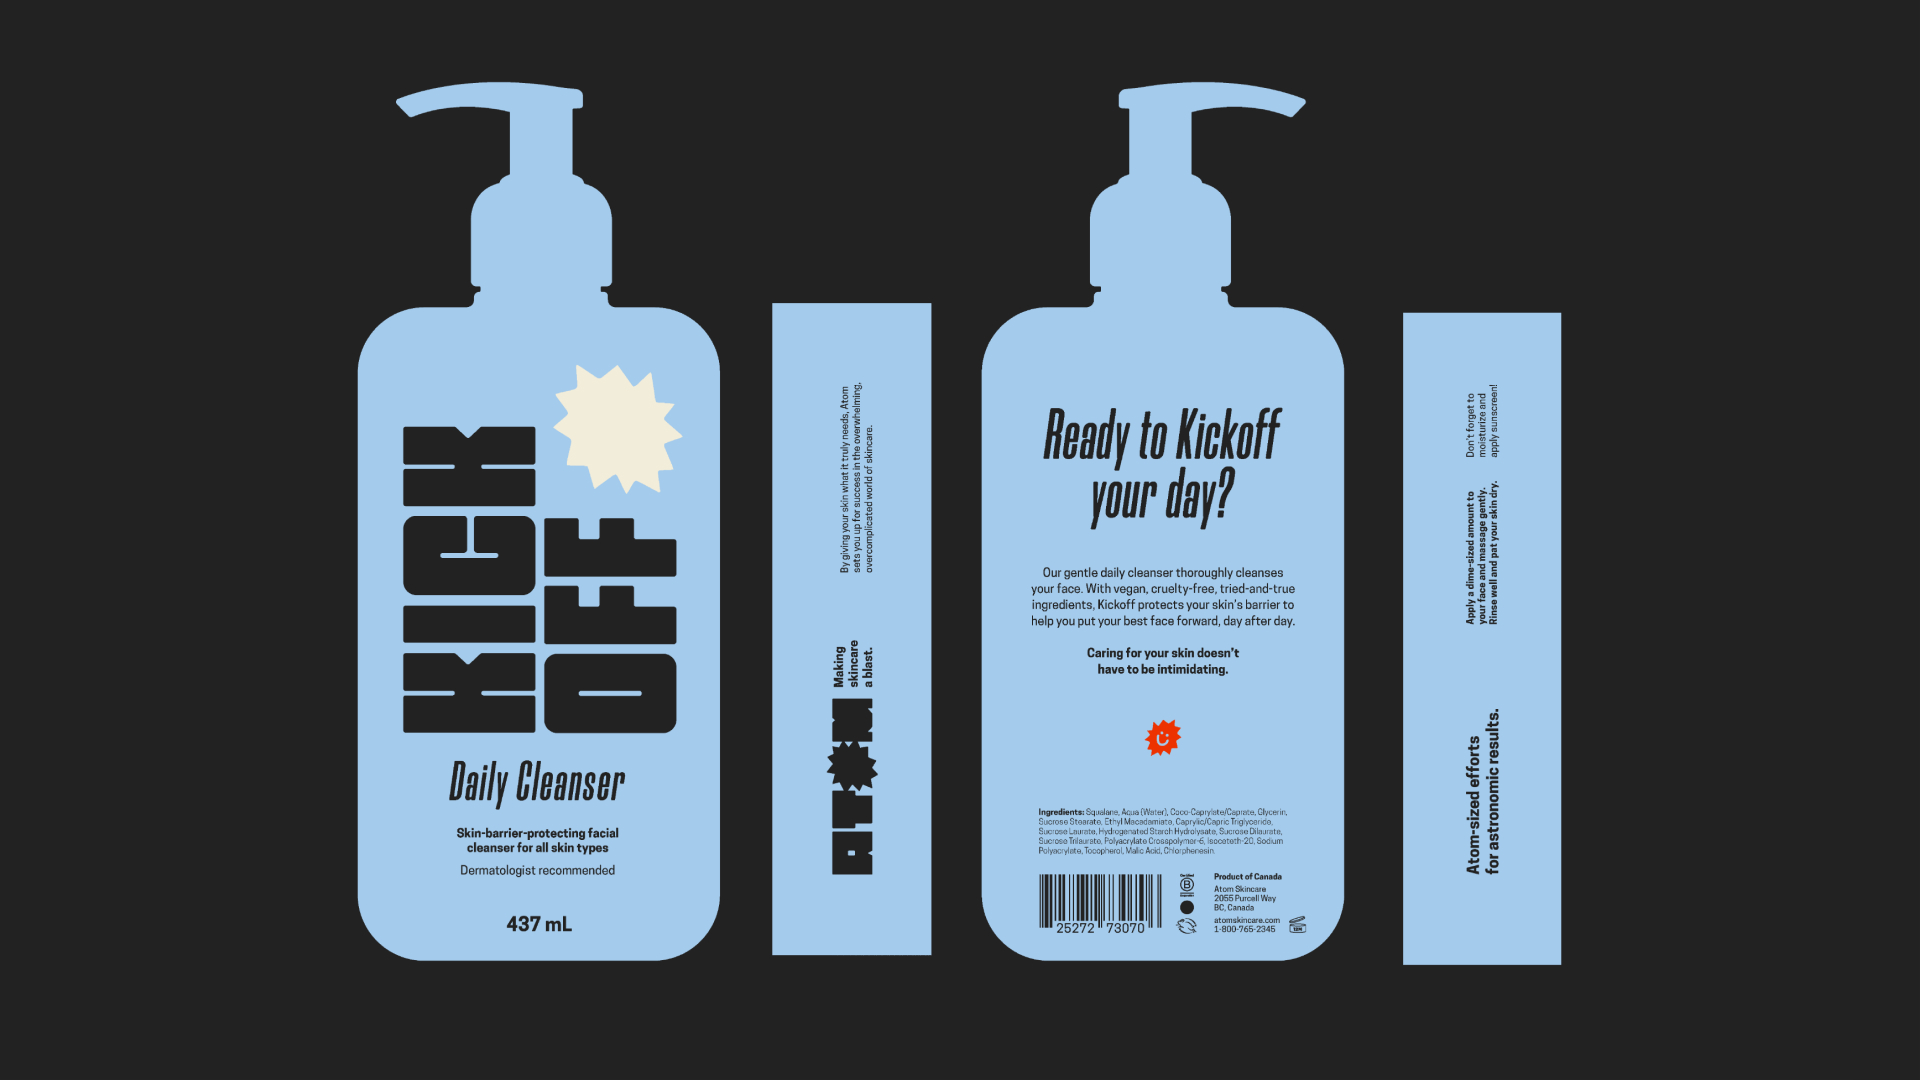 KICK
OFF
Daily Cleanser
Skin-barrier-protecting facial
cleanser for all skin types
Dermatologist recommended
437 mL
By giving your skin what it truly needs, Atom
sets you up for success in the overwhelming,
overcomplicated world of skincare.
Making
skincare
a blast.
ATOM
Ready to Kickoff
your day?
Our gentle daily cleanser thoroughly cleanses
your face. With vegan, cruelty-free, tried-and-true
ingredients, Kickoff protects your skin's barrier to
help you put your best face forward, day after day.
Caring for your skin doesn't
have to be intimidating.
Ingredients: Squalane, Aqua (Water), Coco-Caprylate/Caprate, Glycerin,
Sucrose Stearate, Ethyl Macadamiate, Caprylic/Capric Triglyceride,
Sucrose Laurate, Hydrogenated Starch Hydrolysate, Sucrose Dilaurate,
Sucrose Trilaurate, Polyacrylate Crosspolymer-6, Isoceteth-20, Sodium
Polyacrylate, Tocopherol, Malic Acid, Chlorphenesin.
25272 73070
Certified
B
Product of Canada
Atom Skincare
2055 Purcell Way
BC, Canada
atomskincare.com
1-800-765-2345
12M
Don't forget to
moisturize and
apply sunscreen!
Apply a dime-sized amount to
your face and massage gently.
Rinse well and pat your skin dry.
Atom-sized efforts
for astronomic results.